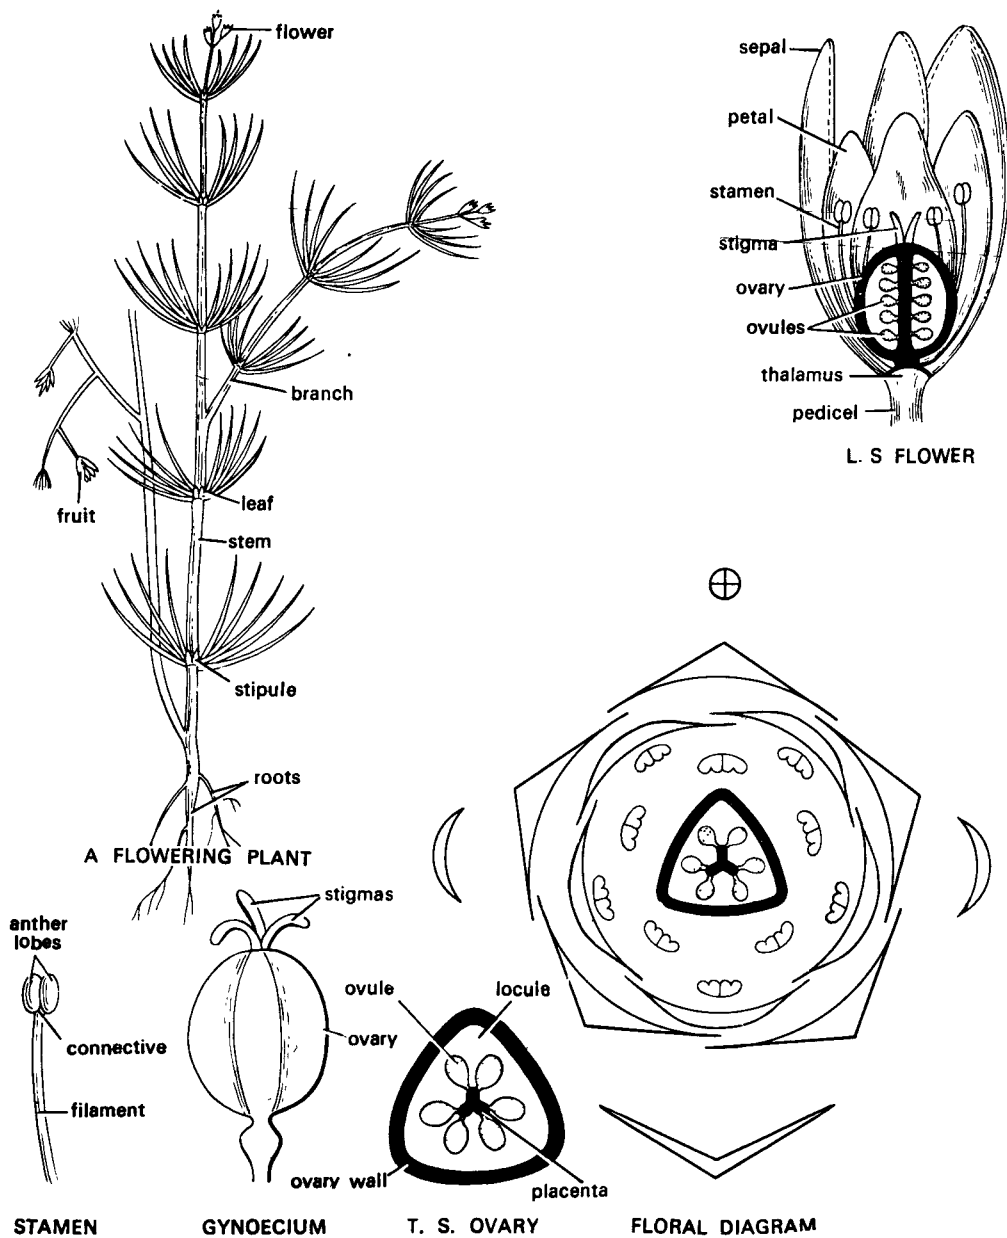 flower
branch
fruit
leaf
stem
stipule
roots
A FLOWERING PLANT
sepal
petal
stamen
stigma
ovary
ovules
thalamus
pedicel
L. S FLOWER
anther
lobes
connective
filament
STAMEN
stigmas
ovary
GYNOECIUM
ovule
locule
ovary wall
placenta
T. S. OVARY
FLORAL DIAGRAM